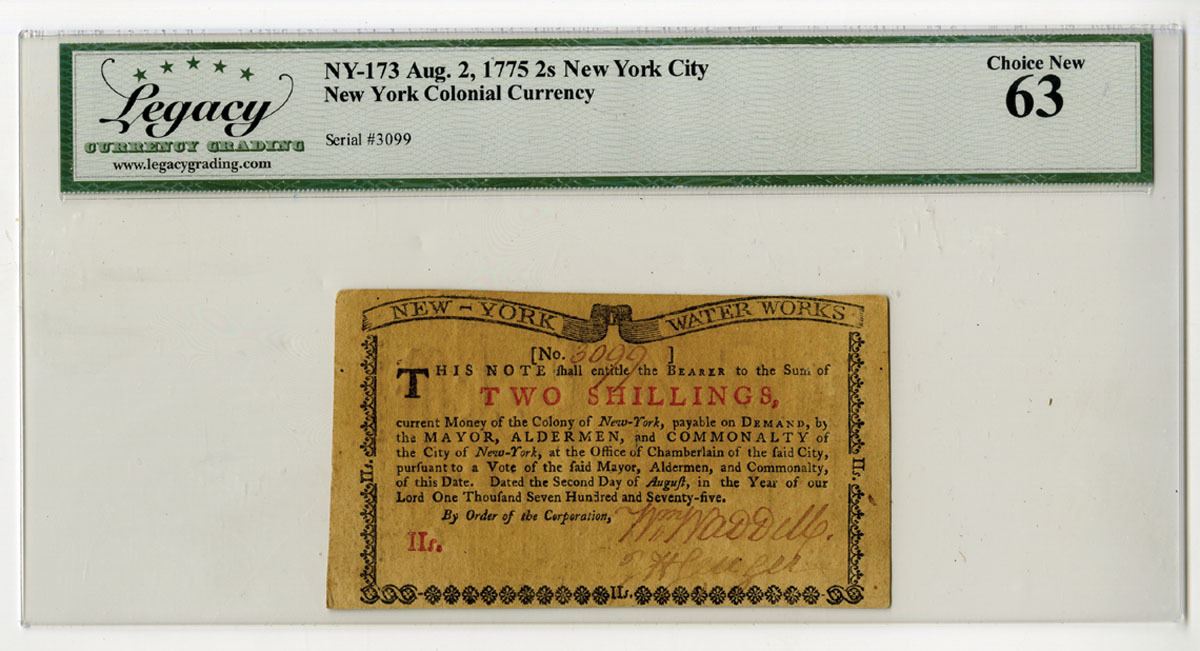 Legacy
CURRENCY GRADING
www.legacygrading.com
NY-173 Aug. 2, 1775 2s New York City
New York Colonial Currency
Serial #3099
Choice New
63
NEW-YORK WATER WORKS
[No. 3099 ]
THIS NOTE ſhall entitle the BEARER to the Sum of
TWO SHILLINGS,
current Money of the Colony of New-York, payable on DEMAND, by
the MAYOR, ALDERMEN, and COMMONALTY of
the City of New-York, at the Office of Chamberlain of the ſaid City,
purſuant to a Vote of the ſaid Mayor, Aldermen, and Commonalty,
of this Date. Dated the Second Day of Auguſt, in the Year of our
Lord One Thouſand Seven Hundred and Seventy-five.
By Order of the Corporation,
Wm Waddell.
IIs.
IIs.
IIs.
IIs.